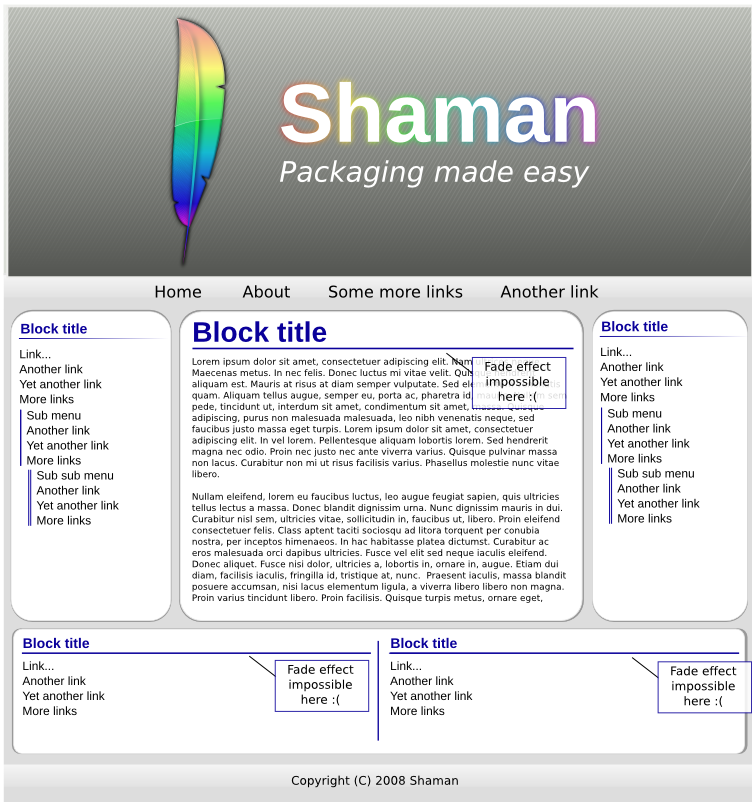 Shaman
Packaging made easy
Home About Some more links Another link
Block title
Link...
Another link
Yet another link
More links
Sub menu
Another link
Yet another link
More links
Sub sub menu
Another link
Yet another link
More links
Block title
Lorem ipsum dolor sit amet, consectetuer adipiscing elit. Nam
Maecenas metus. In nec felis. Donec luctus mi vitae velit.
aliquam est. Mauris at risus at diam semper vulputate. Sed
quam. Aliquam tellus augue, semper eu, porta ac, pharetra id,
pede, tincidunt ut, interdum sit amet, condimentum sit amet, massa. Quisque
adipiscing, purus non malesuada malesuada, leo nibh venenatis neque, sed
faucibus justo massa eget turpis. Lorem ipsum dolor sit amet, consectetuer
adipiscing elit. In vel lorem. Pellentesque aliquam lobortis lorem. Sed hendrerit
magna nec odio. Proin nec justo nec ante viverra varius. Quisque pulvinar massa
non lacus. Curabitur non mi ut risus facilisis varius. Phasellus molestie nunc vitae
libero.
Nullam eleifend, lorem eu faucibus luctus, leo augue feugiat sapien, quis ultricies
tellus lectus a massa. Donec blandit dignissim urna. Nunc dignissim mauris in dui.
Curabitur nisl sem, ultricies vitae, sollicitudin in, faucibus ut, libero. Proin eleifend
consectetuer felis. Class aptent taciti sociosqu ad litora torquent per conubia
nostra, per inceptos himenaeos. In hac habitasse platea dictumst. Curabitur ac
eros malesuada orci dapibus ultricies. Fusce vel elit sed neque iaculis eleifend.
Donec aliquet. Fusce nisi dolor, ultricies a, lobortis in, ornare in, augue. Etiam dui
diam, facilisis iaculis, fringilla id, tristique at, nunc. Praesent iaculis, massa blandit
posuere accumsan, nisi lacus elementum ligula, a viverra libero libero non magna.
Proin varius tincidunt libero. Proin facilisis. Quisque turpis metus, ornare eget,
Fade effect
impossible
here :(
Block title
Link...
Another link
Yet another link
More links
Sub menu
Another link
Yet another link
More links
Sub sub menu
Another link
Yet another link
More links
Block title
Link...
Another link
Yet another link
More links
Fade effect
impossible
here :(
Block title
Link...
Another link
Yet another link
More links
Fade effect
impossible
here :(
Copyright (C) 2008 Shaman